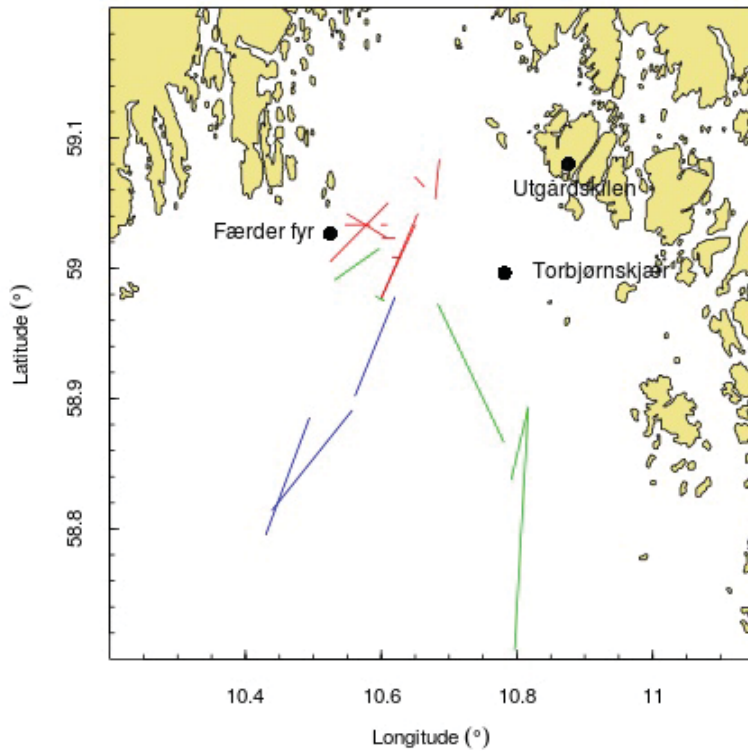 59.1
Utgårdskilen
Færder fyr
59
Torbjørnskjær
58.9
58.8
Latitude (°)
10.4 10.6 10.8 11
Longitude (°)